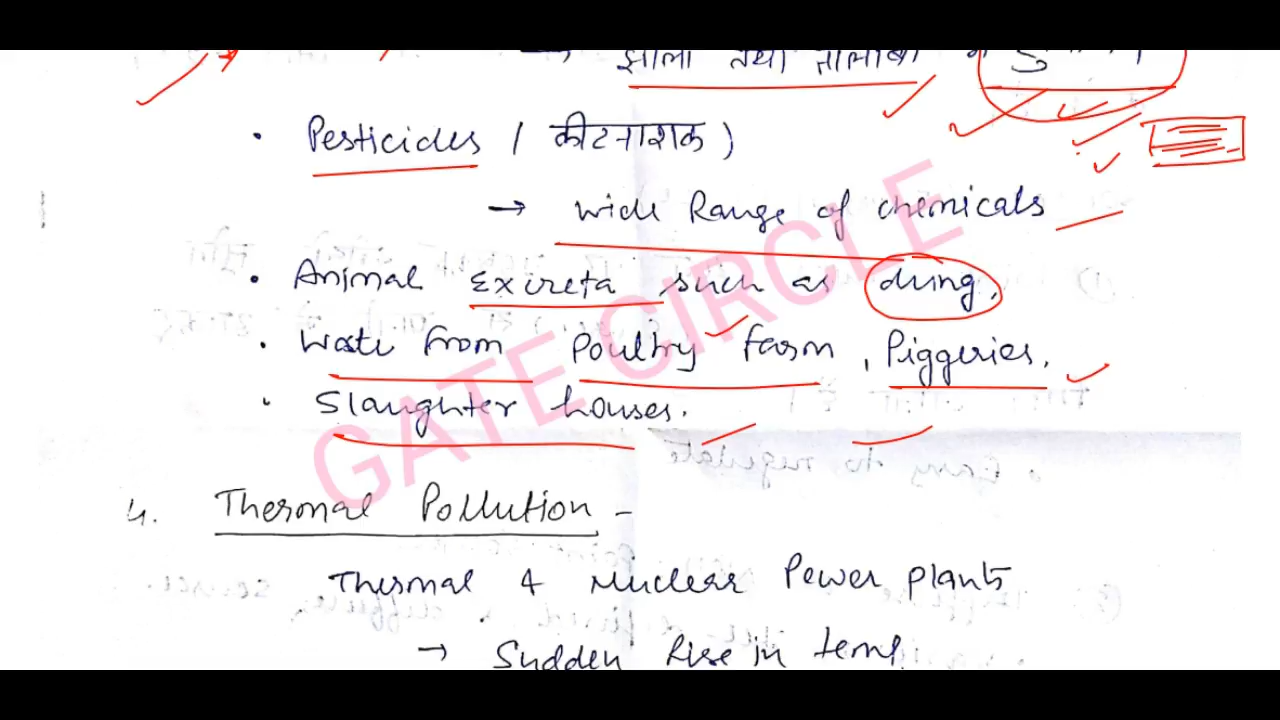 → झीलों तथा तालाबों
• Pesticides / कीटनाशक )
→ wide Range of chemicals
• Animal Excreta such as dung,
• Waste from Poultry farm, Piggeries,
• Slaughter houses.
4. Thermal Pollution -
Thermal & Nuclear Power plants
→ Sudden Rise in temp.
GATE CIRCLE